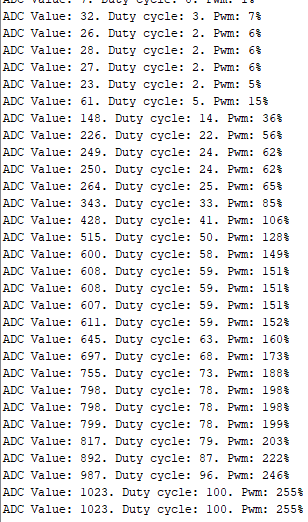 ADC Value: 7. Duty cycle: 0. Pwm: 1%
ADC Value: 32. Duty cycle: 3. Pwm: 7%
ADC Value: 26. Duty cycle: 2. Pwm: 6%
ADC Value: 28. Duty cycle: 2. Pwm: 6%
ADC Value: 27. Duty cycle: 2. Pwm: 6%
ADC Value: 23. Duty cycle: 2. Pwm: 5%
ADC Value: 61. Duty cycle: 5. Pwm: 15%
ADC Value: 148. Duty cycle: 14. Pwm: 36%
ADC Value: 226. Duty cycle: 22. Pwm: 56%
ADC Value: 249. Duty cycle: 24. Pwm: 62%
ADC Value: 250. Duty cycle: 24. Pwm: 62%
ADC Value: 264. Duty cycle: 25. Pwm: 65%
ADC Value: 343. Duty cycle: 33. Pwm: 85%
ADC Value: 428. Duty cycle: 41. Pwm: 106%
ADC Value: 515. Duty cycle: 50. Pwm: 128%
ADC Value: 600. Duty cycle: 58. Pwm: 149%
ADC Value: 608. Duty cycle: 59. Pwm: 151%
ADC Value: 608. Duty cycle: 59. Pwm: 151%
ADC Value: 607. Duty cycle: 59. Pwm: 151%
ADC Value: 611. Duty cycle: 59. Pwm: 152%
ADC Value: 645. Duty cycle: 63. Pwm: 160%
ADC Value: 697. Duty cycle: 68. Pwm: 173%
ADC Value: 755. Duty cycle: 73. Pwm: 188%
ADC Value: 798. Duty cycle: 78. Pwm: 198%
ADC Value: 798. Duty cycle: 78. Pwm: 198%
ADC Value: 799. Duty cycle: 78. Pwm: 199%
ADC Value: 817. Duty cycle: 79. Pwm: 203%
ADC Value: 892. Duty cycle: 87. Pwm: 222%
ADC Value: 987. Duty cycle: 96. Pwm: 246%
ADC Value: 1023. Duty cycle: 100. Pwm: 255%
ADC Value: 1023. Duty cycle: 100. Pwm: 255%